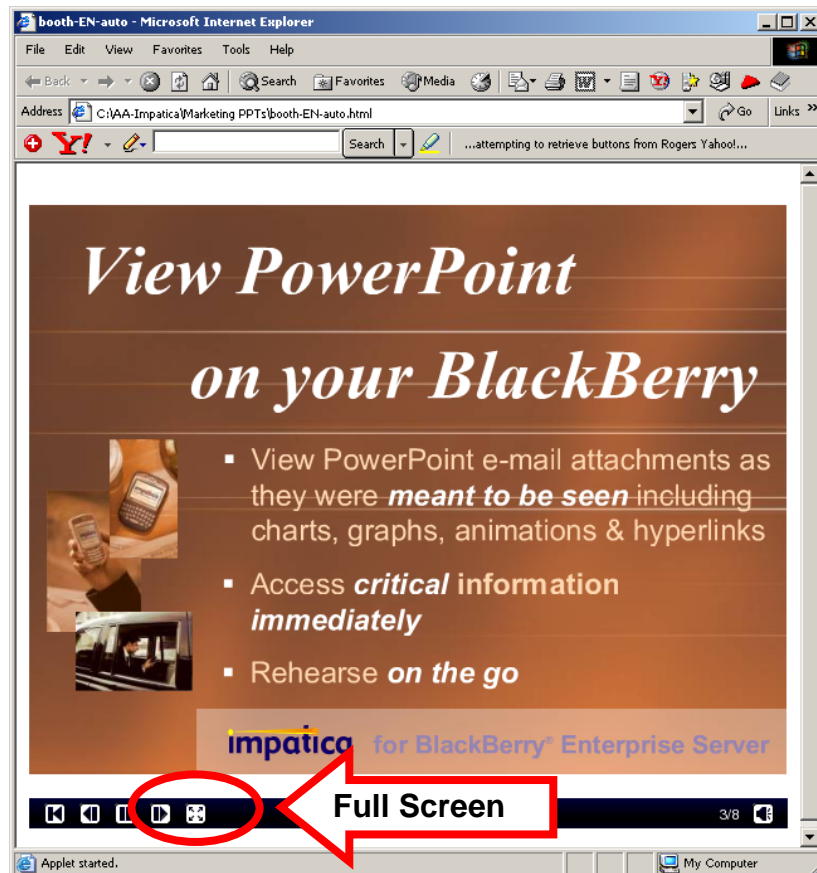 booth-EN-auto - Microsoft Internet Explorer
File Edit View Favorites Tools Help
Back Search Favorites Media
Address C:\AA-Impatica\Marketing PPTs\booth-EN-auto.html Go Links »
Y! Search ...attempting to retrieve buttons from Rogers Yahoo!...
View PowerPoint
on your BlackBerry
▪ View PowerPoint e-mail attachments as
they were meant to be seen including
charts, graphs, animations & hyperlinks
▪ Access critical information
immediately
▪ Rehearse on the go
impatica for BlackBerry® Enterprise Server
Full Screen
3/8
Applet started. My Computer